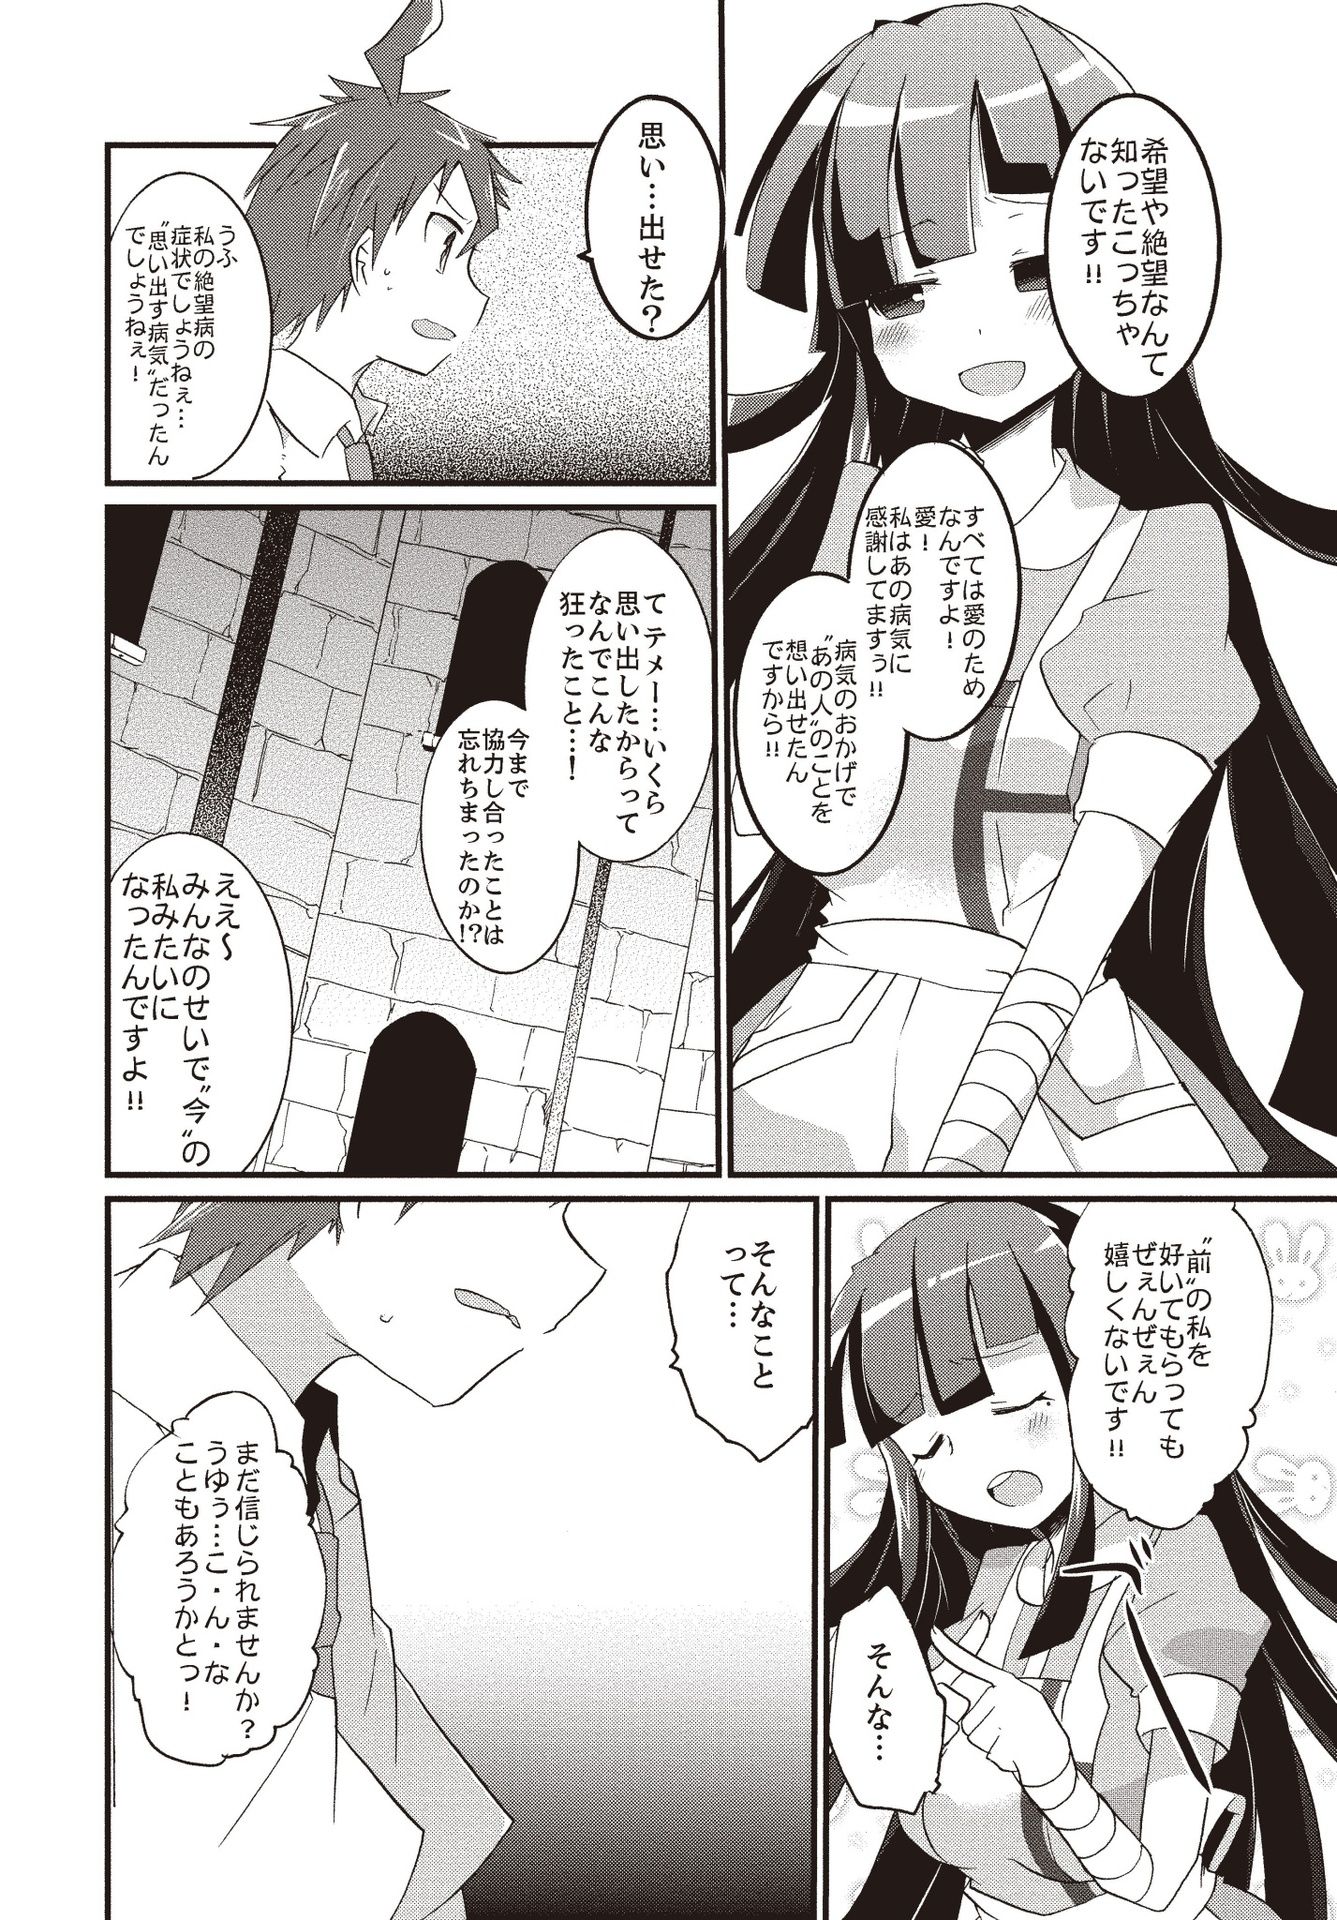 希望や絶望なんて
知ったこっちゃ
ないです!!
すべては愛のため
なんですよ!
愛!
私はあの病気に
感謝してますぅ!!
病気のおかげで
〝あの人〟のことを
想い出せたん
ですから!!
思い…出せた?
うふ
私の絶望病の
症状でしょうねぇ…
〝思い出す病気〟だったん
でしょうねぇ!
てテメー…いくら
思い出したからって
なんでこんな
狂ったこと…!
今まで
協力し合ったことは
忘れちまったのか!?
ええ〜
みんなのせいで〝今〟の
私みたいに
なったんですよ!!
〝前〟の私を
好いてもらっても
ぜぇんぜぇん
嬉しくないです!!
ビシ
そんな…
そんなこと
って…
まだ信じられませんか?
うゆぅ…こ・ん・な
こともあろうかとっ!